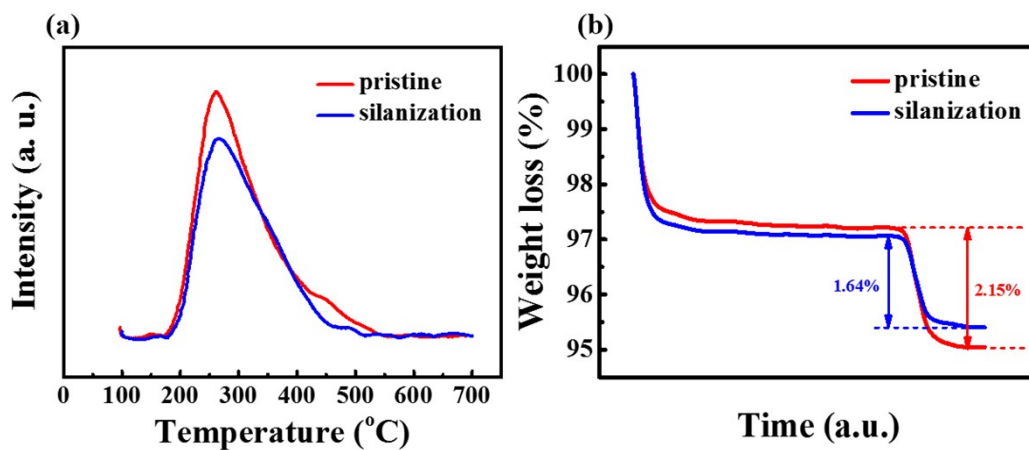 (a)
pristine
silanization
Intensity (a. u.)
0 100 200 300 400 500 600 700
Temperature (°C)
(b)
100
99
98
97
96
95
pristine
silanization
1.64%
2.15%
Weight loss (%)
Time (a.u.)